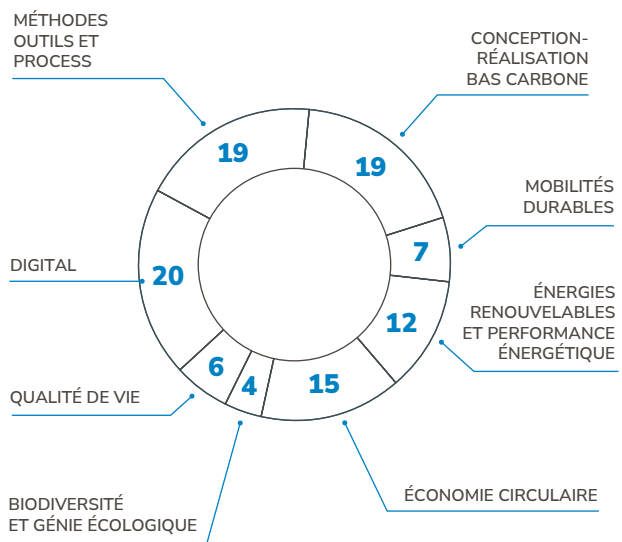 MÉTHODES
OUTILS ET
PROCESS
CONCEPTION-
RÉALISATION
BAS CARBONE
19
19
MOBILITÉS
DURABLES
7
DIGITAL
20
ÉNERGIES
RENOUVELABLES
ET PERFORMANCE
ÉNERGÉTIQUE
12
6
4
15
QUALITÉ DE VIE
BIODIVERSITÉ
ET GÉNIE ÉCOLOGIQUE
ÉCONOMIE CIRCULAIRE